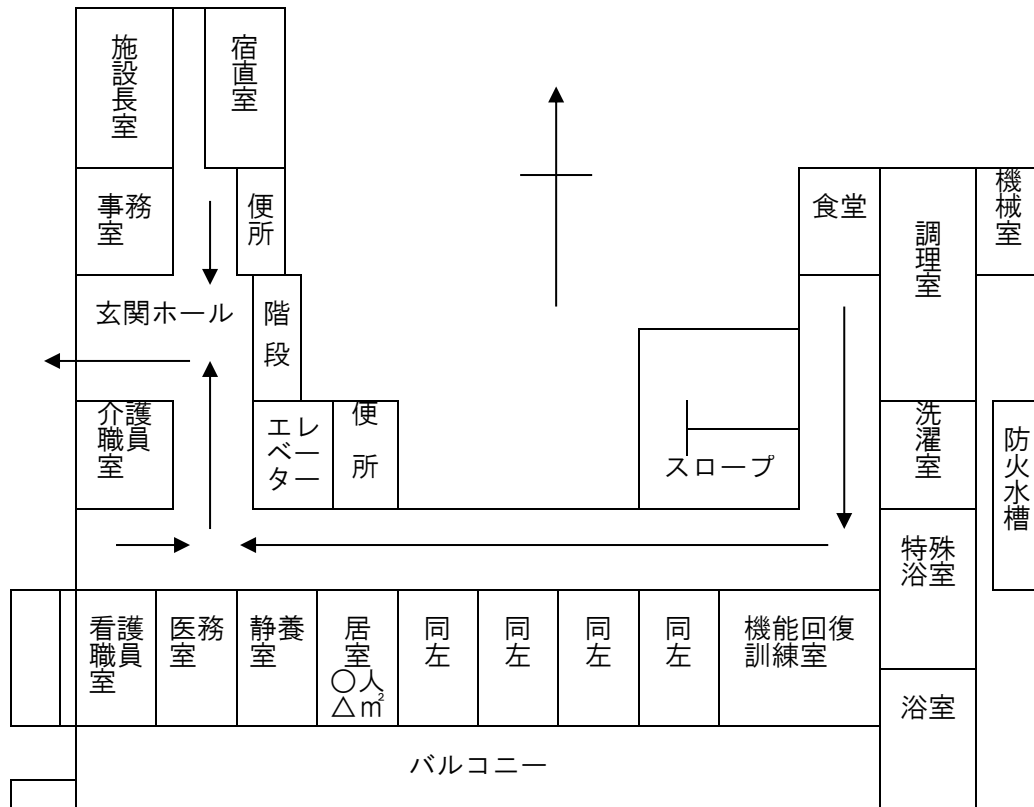 施設長室
宿直室
事務
室
便所
機械室
食堂
調理室
玄関ホール
階段
介護
職員
室
エレ
ベー
ター
便所
スロープ
洗濯室
防火水槽
特殊
浴室
看護
職員
室
医務
室
静養
室
居
室
○人
△㎡
同
左
同
左
同
左
同
左
機能回復
訓練室
浴室
バルコニー